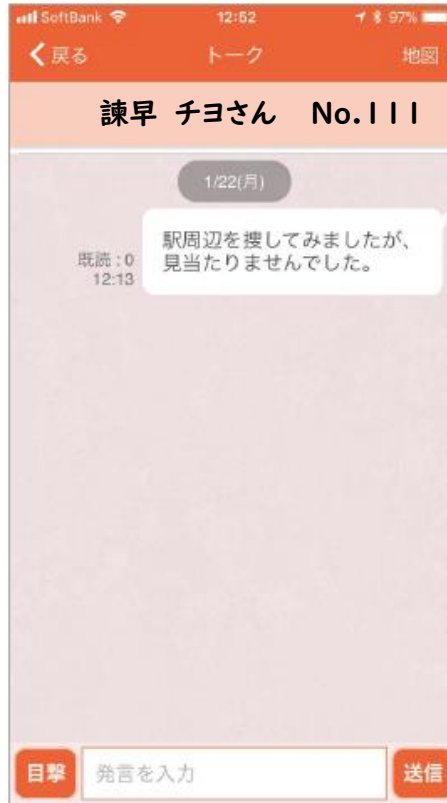 SoftBank 12:52 97%
戻る トーク 地図
諫早 チヨさん No.111
1/22(月)
駅周辺を捜してみましたが、
見当たりませんでした。
既読:0
12:13
目撃 発言を入力 送信